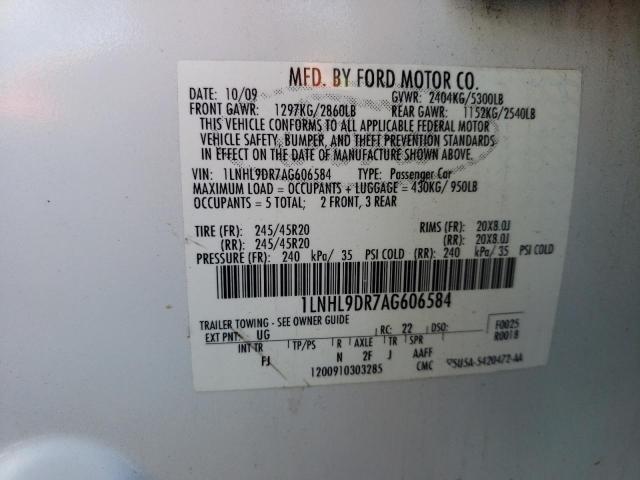 MFD. BY FORD MOTOR CO.
DATE: 10/09 GVWR: 2404KG/5300LB
FRONT GAWR: 1297KG/2860LB REAR GAWR: 1152KG/2540LB
THIS VEHICLE CONFORMS TO ALL APPLICABLE FEDERAL MOTOR
VEHICLE SAFETY, BUMPER, AND THEFT PREVENTION STANDARDS
IN EFFECT ON THE DATE OF MANUFACTURE SHOWN ABOVE.
VIN: 1LNHL9DR7AG606584 TYPE: Passenger Car
MAXIMUM LOAD = OCCUPANTS + LUGGAGE = 430KG/ 950LB
OCCUPANTS = 5 TOTAL; 2 FRONT, 3 REAR
TIRE (FR): 245/45R20 RIMS (FR): 20X8.0J
(RR): 245/45R20 (RR): 20X8.0J
PRESSURE (FR): 240 kPa/ 35 PSI COLD (RR): 240 kPa/ 35 PSI COLD
1LNHL9DR7AG606584
TRAILER TOWING - SEE OWNER GUIDE
EXT PNT: UG RC: 22 DSO: F0025
INT TR TP/PS R AXLE TR SPR R0018
FJ N 2F J AAFF
1200910303285 CMC 5U5A-5420472-AA